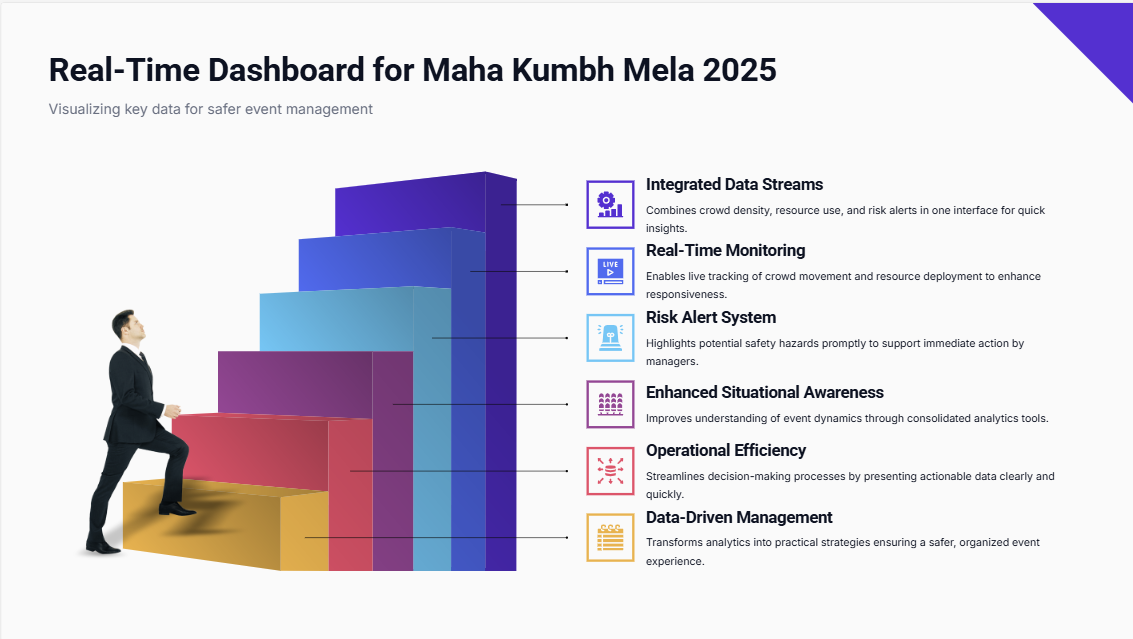 Real-Time Dashboard for Maha Kumbh Mela 2025
Visualizing key data for safer event management
Integrated Data Streams
Combines crowd density, resource use, and risk alerts in one interface for quick
insights.
LIVE
Real-Time Monitoring
Enables live tracking of crowd movement and resource deployment to enhance
responsiveness.
Risk Alert System
Highlights potential safety hazards promptly to support immediate action by
managers.
Enhanced Situational Awareness
Improves understanding of event dynamics through consolidated analytics tools.
Operational Efficiency
Streamlines decision-making processes by presenting actionable data clearly and
quickly.
Data-Driven Management
Transforms analytics into practical strategies ensuring a safer, organized event
experience.